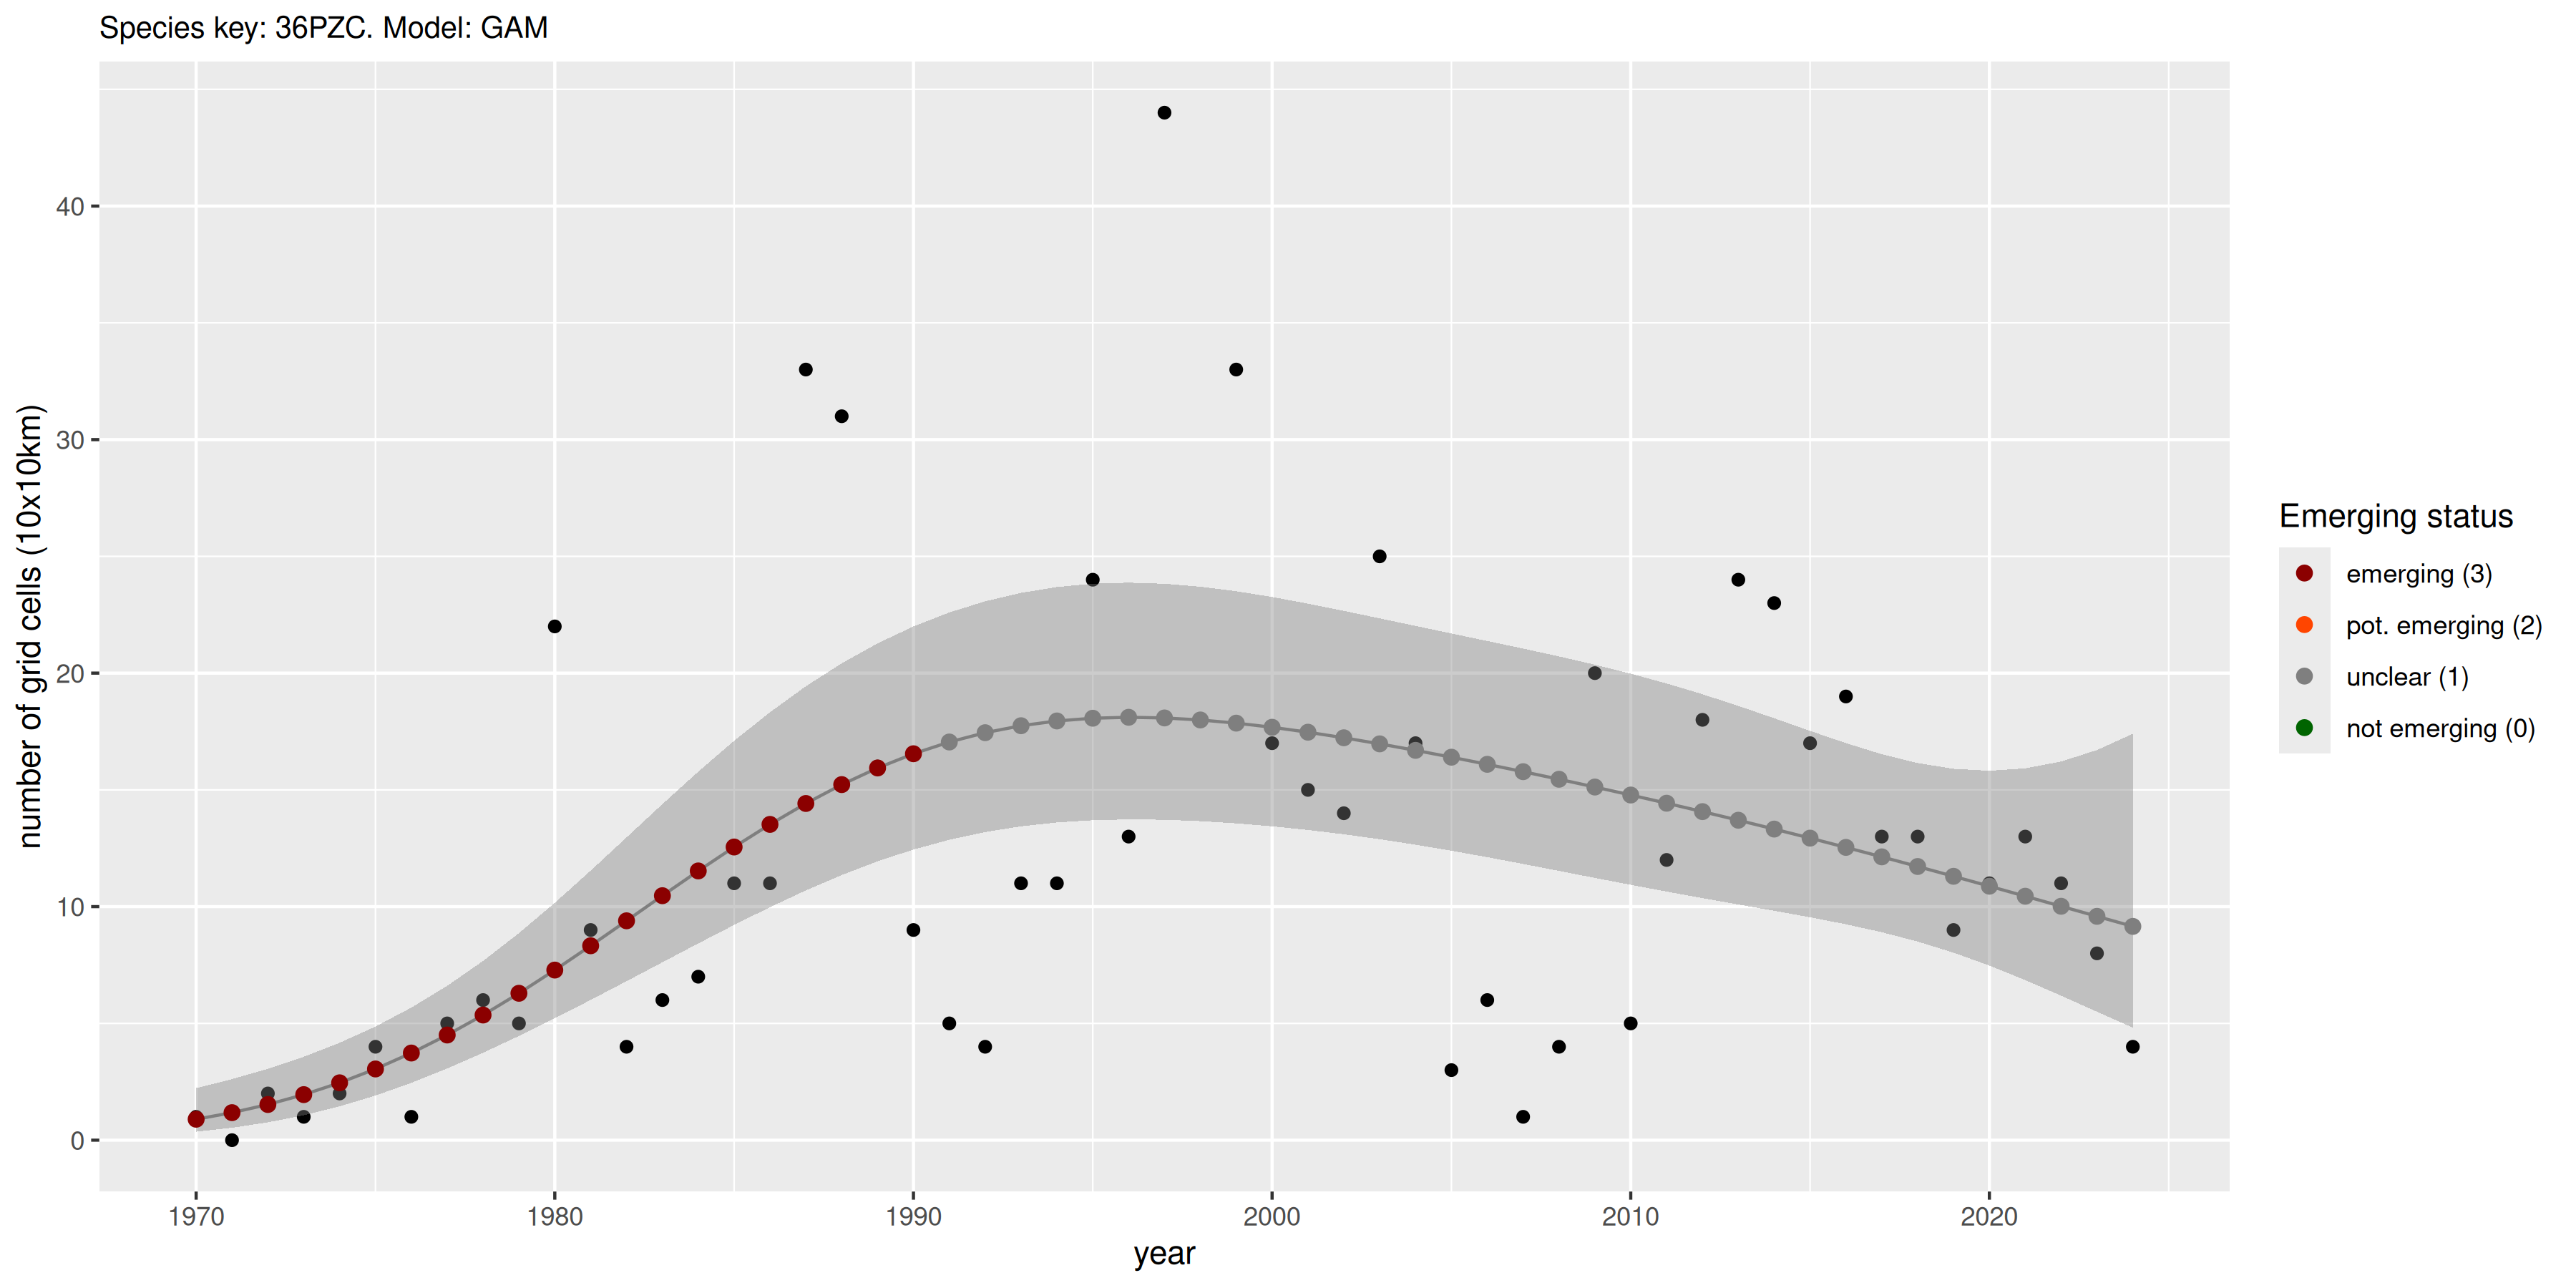 Species key: 36PZC. Model: GAM
number of grid cells (10x10km)
40
30
20
10
0
1970 1980 1990 2000 2010 2020
year
Emerging status
emerging (3)
pot. emerging (2)
unclear (1)
not emerging (0)